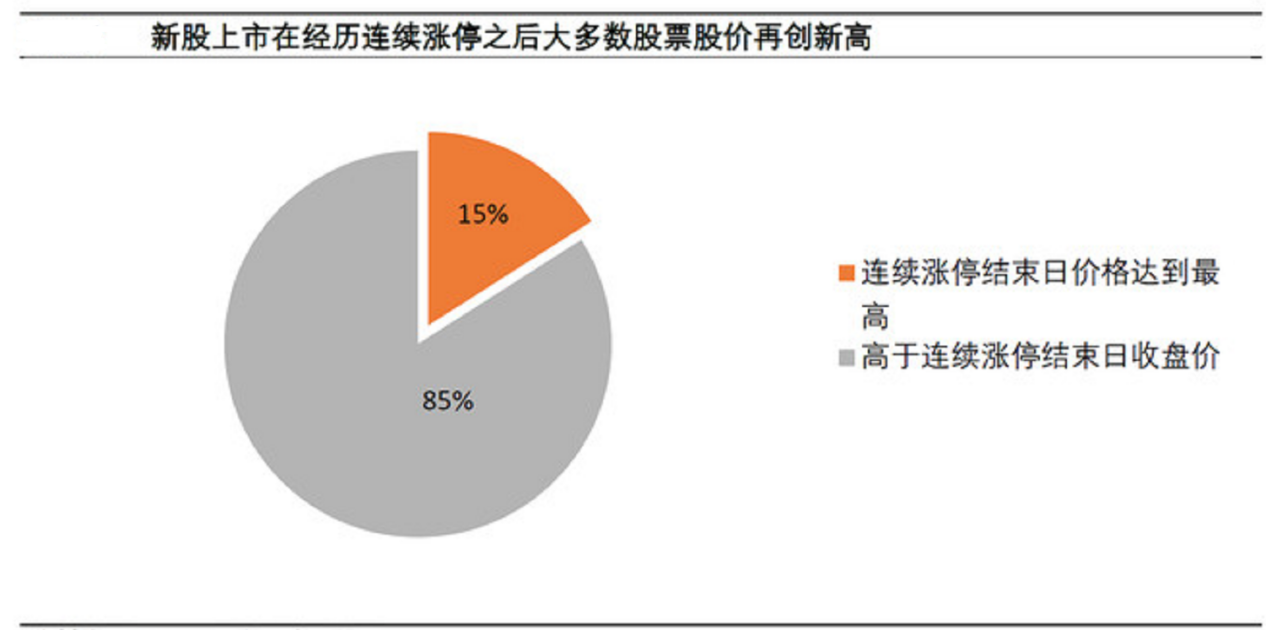 新股上市在经历连续涨停之后大多数股票股价再创新高
15%
85%
连续涨停结束日价格达到最
高
高于连续涨停结束日收盘价